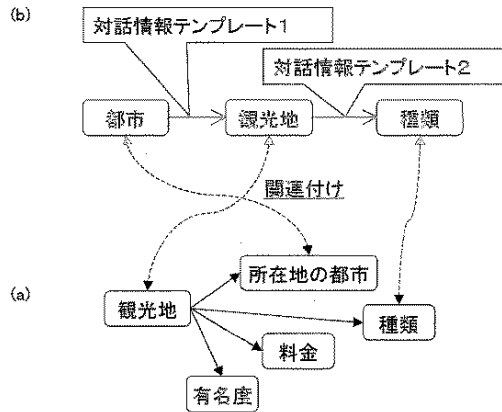 (b)
対話情報テンプレート1
対話情報テンプレート2
都市
観光地
種類
関連付け
所在地の都市
(a)
観光地
種類
料金
有名度